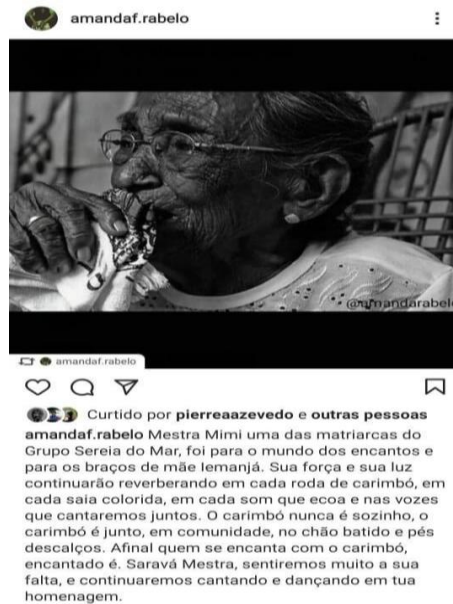 amandaf.rabelo
@amandarabel
amandaf.rabelo
Curtido por pierreaazevedo e outras pessoas
amandaf.rabelo Mestra Mimi uma das matriarcas do
Grupo Sereia do Mar, foi para o mundo dos encantos e
para os braços de mãe Iemanjá. Sua força e sua luz
continuarão reverberando em cada roda de carimbó, em
cada saia colorida, em cada som que ecoa e nas vozes
que cantaremos juntos. O carimbó nunca é sozinho, o
carimbó é junto, em comunidade, no chão batido e pés
descalços. Afinal quem se encanta com o carimbó,
encantado é. Saravá Mestra, sentiremos muito a sua
falta, e continuaremos cantando e dançando em tua
homenagem.